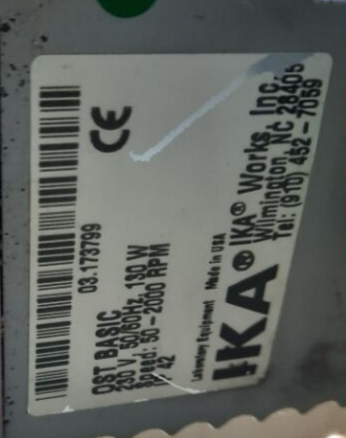 03.173799
OST BASIC
230 V, 50/60Hz, 130 W
speed: 50-2000 RPM
42
CE
Laboratory Equipment Made in USA
IKA® IKA® Works, Inc.
Wilmington, NC 28405
Tel: (910) 452-7059